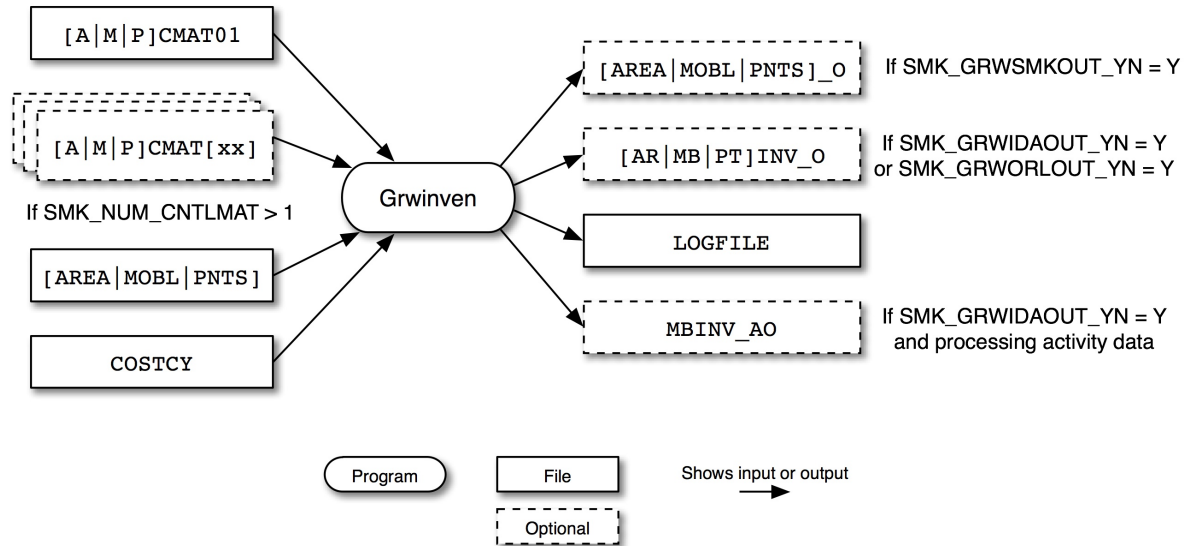 [A|M|P]CMAT01
[A|M|P]CMAT[xx]
If SMK_NUM_CNTLMAT > 1
[AREA|MOBL|PNTS]
COSTCY
Grwinven
[AREA|MOBL|PNTS]_O
If SMK_GRWSMKOUT_YN = Y
[AR|MB|PT]INV_O
If SMK_GRWIDAOUT_YN = Y
or SMK_GRWORLOUT_YN = Y
LOGFILE
MBINV_AO
If SMK_GRWIDAOUT_YN = Y
and processing activity data
Program
File
Optional
Shows input or output